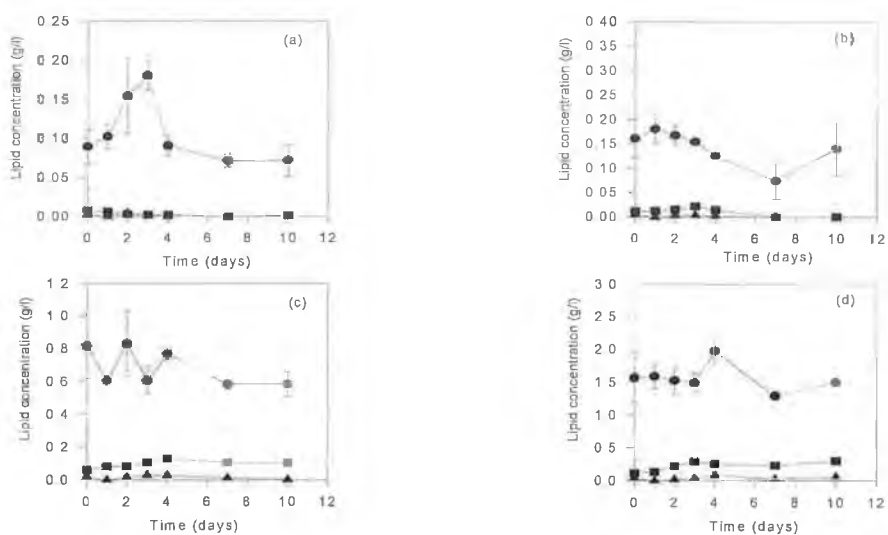 (a)
Lipid concentration (g/l)
0 25
0 20
0.15
0.10
0.05
0.00
0 2 4 6 8 10 12
Time (days)
(b)
Lipid concentration (g/l)
0 40
0 35
0 30
0 25
0.20
0.15
0.10
0.05
0.00
0 2 4 6 8 10 12
Time (days)
(c)
Lipid concentration (g/l)
1 2
1 0
0 8
0 6
0 4
0 2
0 0
0 2 4 6 8 10 12
Time (days)
(d)
Lipid concentration (g/l)
3 0
2 5
2 0
1 5
1 0
0 5
0 0
0 2 4 6 8 10 12
Time (days)